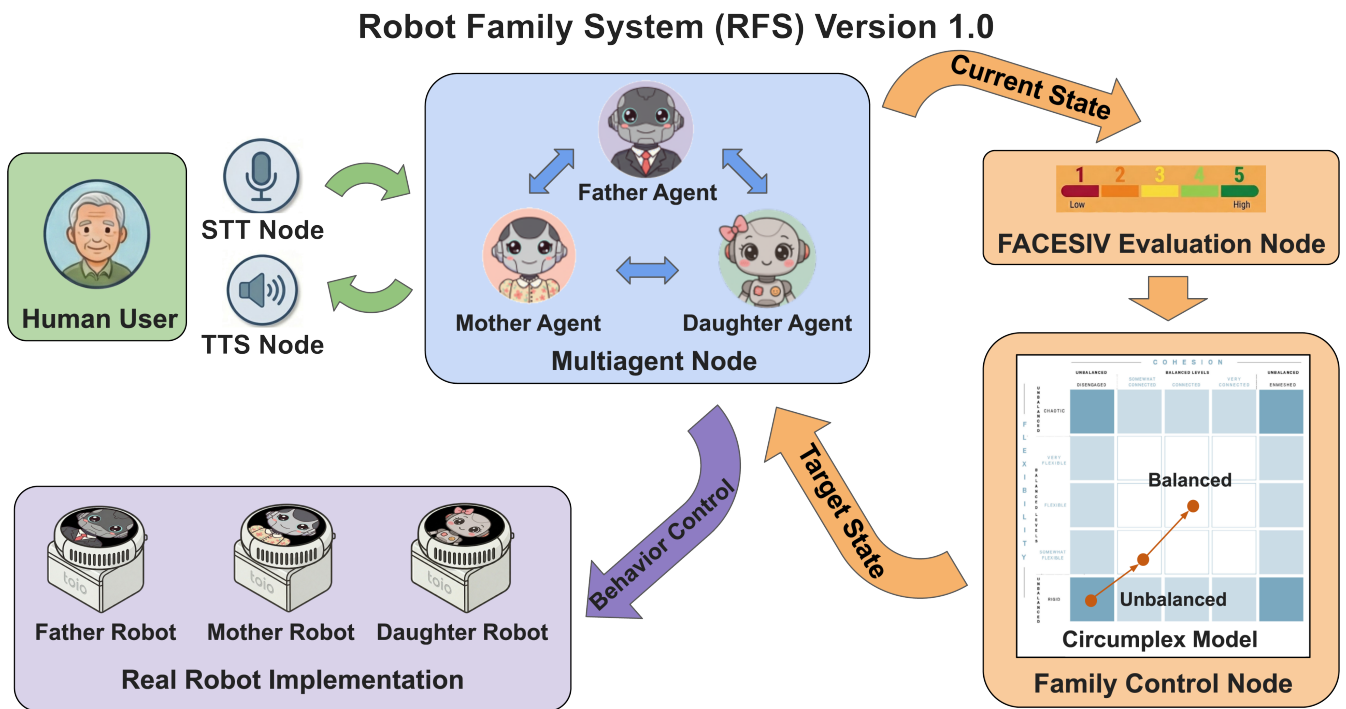 Robot Family System (RFS) Version 1.0
Current State
Father Agent
Mother Agent
Daughter Agent
Multiagent Node
STT Node
TTS Node
Human User
1 2 3 4 5
Low High
FACESIV Evaluation Node
COHESION
UNBALANCED BALANCED LEVELS UNBALANCED
DISENGAGED SOMEWHAT CONNECTED CONNECTED VERY CONNECTED ENMESHED
FLEXIBILITY
UNBALANCED
CHAOTIC
BALANCED LEVELS
VERY FLEXIBLE
FLEXIBLE
SOMEWHAT FLEXIBLE
UNBALANCED
RIGID
Balanced
Unbalanced
Circumplex Model
Family Control Node
Target State
Behavior Control
toio
toio
toio
Father Robot
Mother Robot
Daughter Robot
Real Robot Implementation